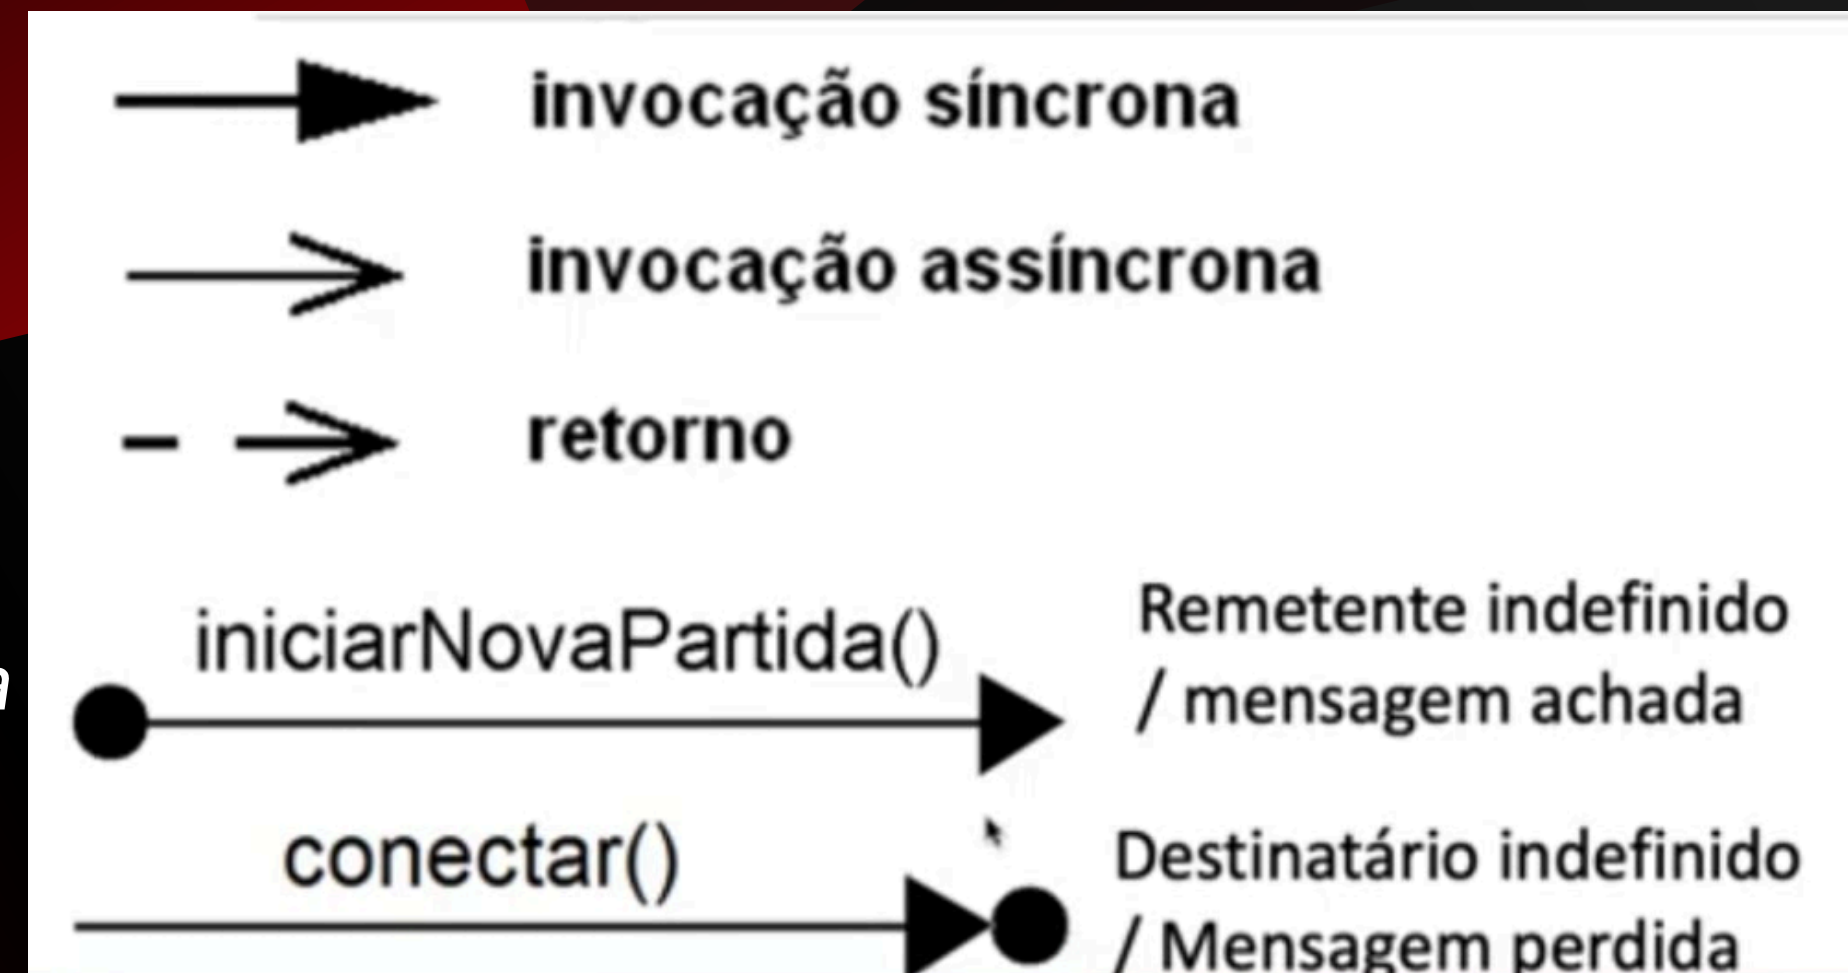 invocação síncrona
invocação assíncrona
retorno
iniciarNovaPartida()
Remetente indefinido
/ mensagem achada
a
conectar()
Destinatário indefinido
/ Mensagem perdida